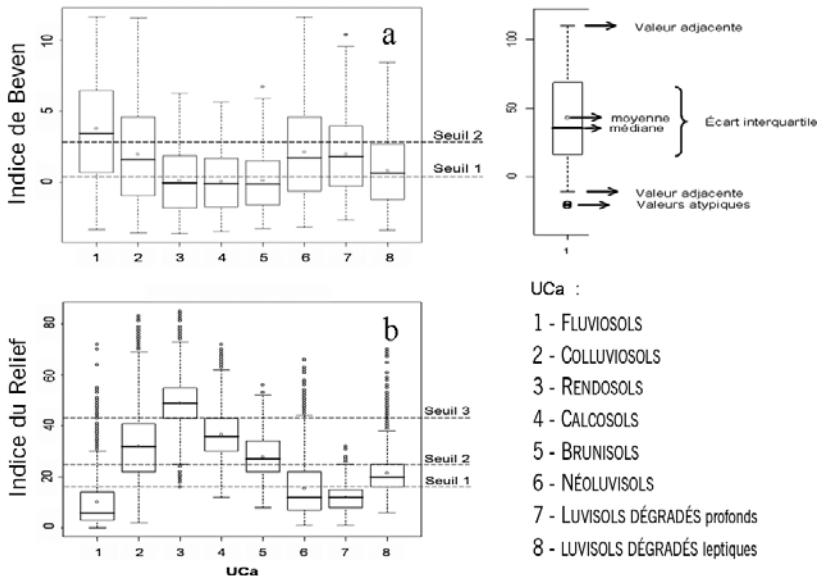 a
Indice de Beven
10
5
0
Seuil 2
Seuil 1
1 2 3 4 5 6 7 8
100
50
0
Valeur adjacente
moyenne
médiane
Écart interquartile
Valeur adjacente
Valeurs atypiques
1
b
Indice du Relief
80
60
40
20
0
Seuil 3
Seuil 2
Seuil 1
1 2 3 4 5 6 7 8
UCa
UCa :
1 - FLUVIOSOLS
2 - COLLUVIOSOLS
3 - RENDOSOLS
4 - CALCOSOLS
5 - BRUNISOLS
6 - NÉOLUVISOLS
7 - LUVISOLS DÉGRADÉS profonds
8 - LUVISOLS DÉGRADÉS leptiques